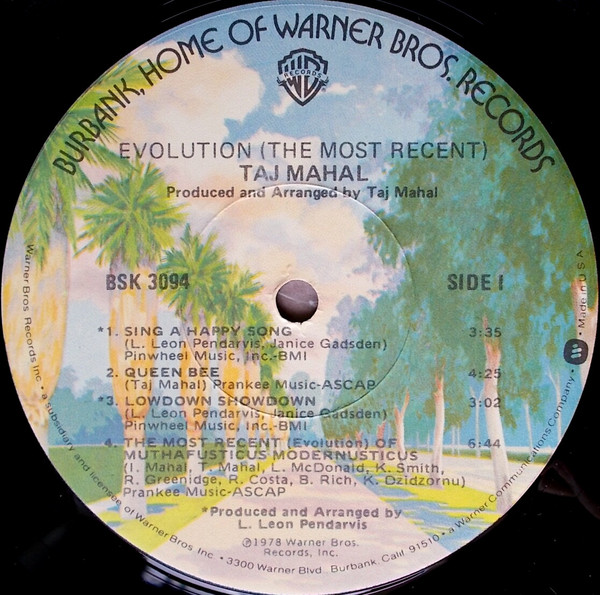 BURBANK, HOME OF WARNER BROS. RECORDS
WB
RECORDS
EVOLUTION (THE MOST RECENT)
TAJ MAHAL
Produced and Arranged by Taj Mahal
BSK 3094
SIDE I
*1. SING A HAPPY SONG 3:35
(L. Leon Pendarvis, Janice Gadsden)
Pinwheel Music, Inc.-BMI
2. QUEEN BEE 4:25
(Taj Mahal) Prankee Music-ASCAP
*3. LOWDOWN SHOWDOWN 3:02
(L. Leon Pendarvis, Janice Gadsden)
Pinwheel Music, Inc.-BMI
4. THE MOST RECENT (Evolution) OF 6:44
MUTHAFUSTICUS MODERNUSTICUS
(I. Mahal, T. Mahal, L. McDonald, K. Smith,
R. Greenidge, R. Costa, B. Rich, K. Dzidzornu)
Prankee Music-ASCAP
*Produced and Arranged by
L. Leon Pendarvis
℗1978 Warner Bros.
Records, Inc.
Warner Bros. Records Inc. • a Subsidiary and licensee of Warner Bros. Inc. • 3300 Warner Blvd., Burbank, Calif. 91510 • a Warner Communications Company • Made in U.S.A.